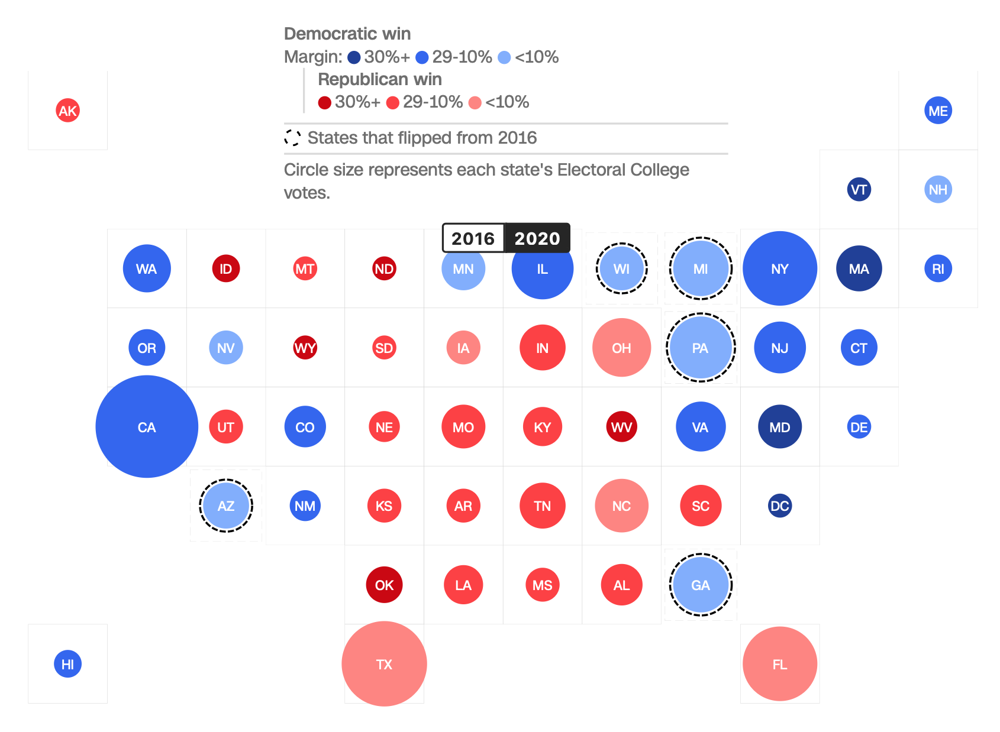 Democratic win
Margin: 30%+ 29-10% <10%
Republican win
30%+ 29-10% <10%
AK
ME
States that flipped from 2016
Circle size represents each state's Electoral College
votes.
VT NH
2016 2020
WA ID MT ND MN IL WI MI NY MA RI
OR NV WY SD IA IN OH PA NJ CT
CA UT CO NE MO KY WV VA MD DE
AZ NM KS AR TN NC SC DC
OK LA MS AL GA
HI TX FL